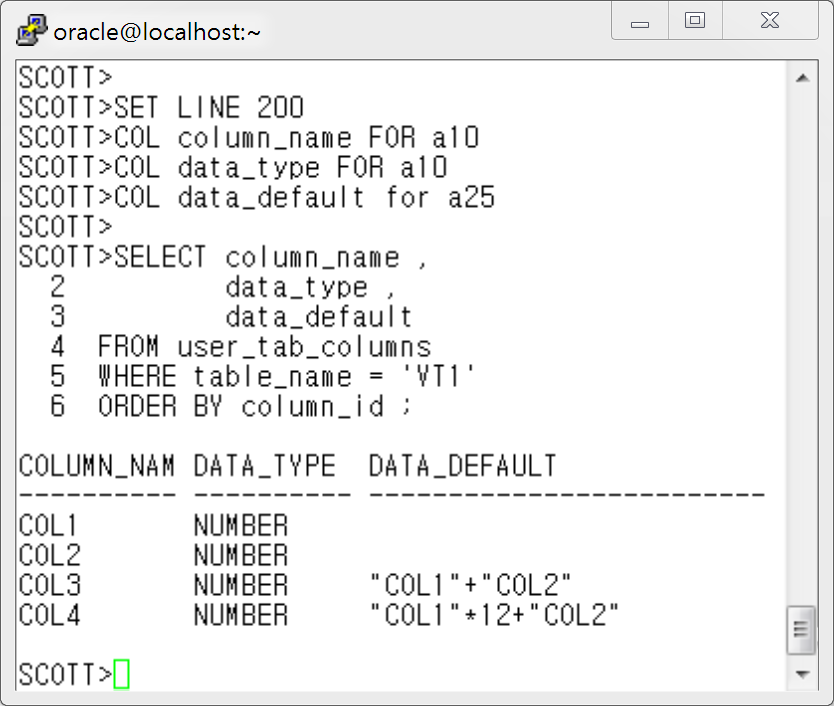 oracle@localhost:~
SCOTT>
SCOTT>SET LINE 200
SCOTT>COL column_name FOR a10
SCOTT>COL data_type FOR a10
SCOTT>COL data_default for a25
SCOTT>
SCOTT>SELECT column_name ,
  2          data_type ,
  3          data_default
  4  FROM user_tab_columns
  5  WHERE table_name = 'VT1'
  6  ORDER BY column_id ;
COLUMN_NAM DATA_TYPE  DATA_DEFAULT
---------- ---------- -------------------------
COL1       NUMBER
COL2       NUMBER
COL3       NUMBER     "COL1"+"COL2"
COL4       NUMBER     "COL1"*12+"COL2"
SCOTT>